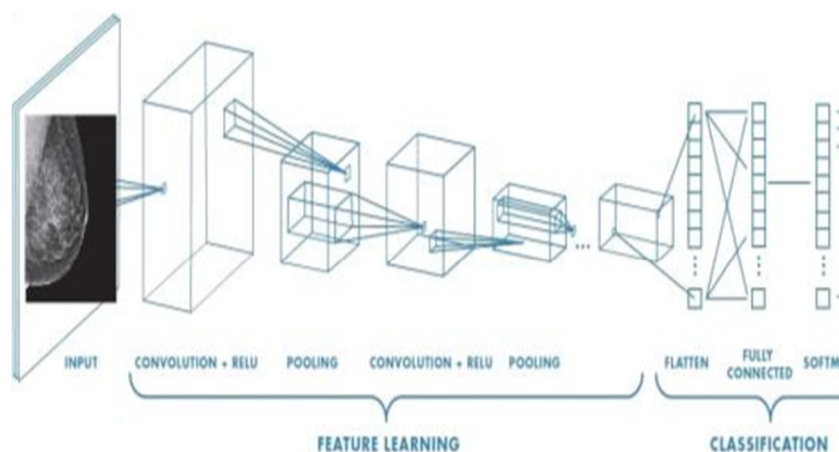 INPUT
CONVOLUTION + RELU
POOLING
CONVOLUTION + RELU
POOLING
FLATTEN
FULLY
CONNECTED
SOFTM
FEATURE LEARNING
CLASSIFICATION